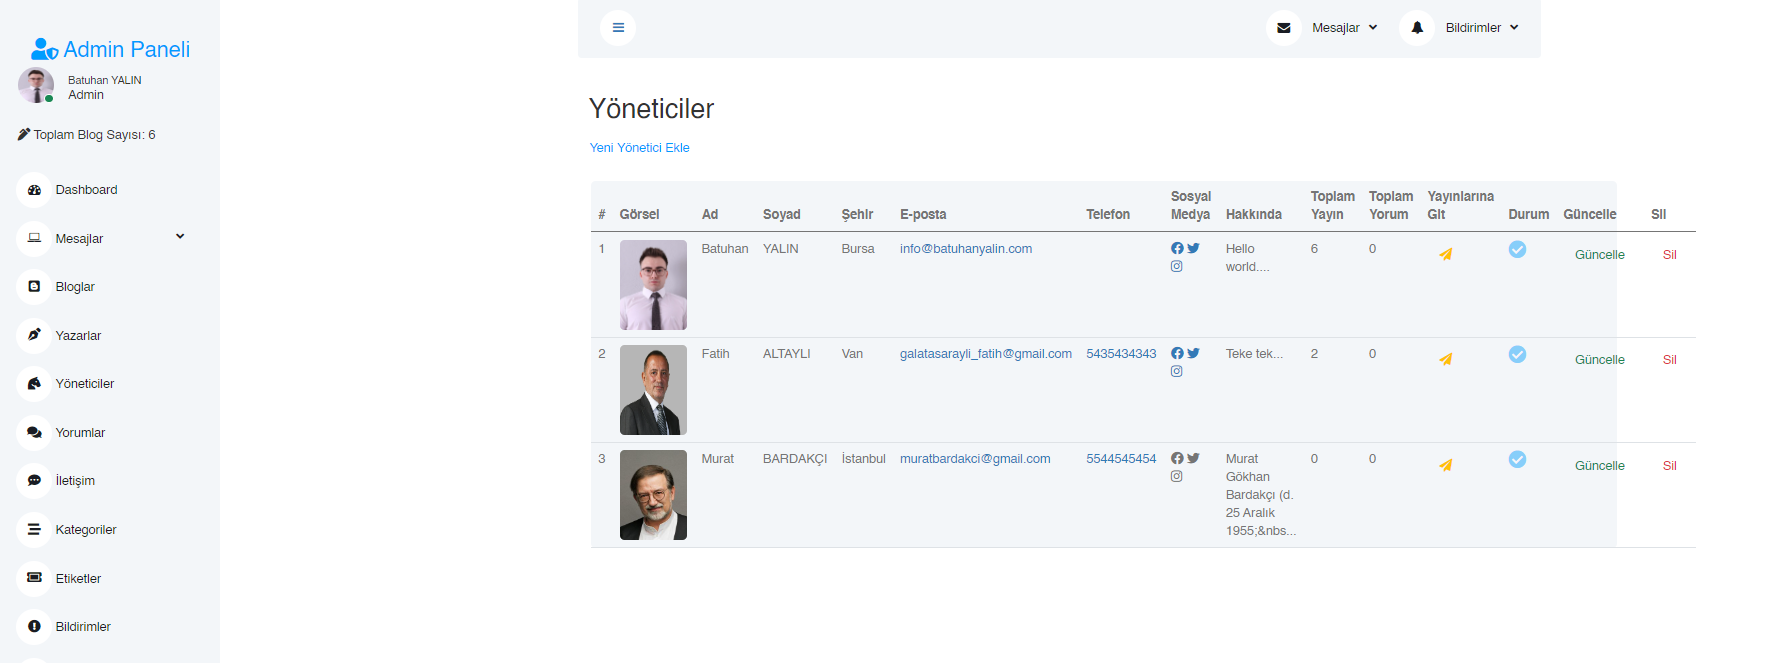 Admin Paneli
Batuhan YALIN
Admin
Toplam Blog Sayısı: 6
Dashboard
Mesajlar
Bloglar
Yazarlar
Yöneticiler
Yorumlar
İletişim
Kategoriler
Etiketler
Bildirimler
Mesajlar Bildirimler
Yöneticiler
Yeni Yönetici Ekle
# Görsel Ad Soyad Şehir E-posta Telefon Sosyal Medya Hakkında Toplam Yayın Toplam Yorum Yayınlarına Git Durum Güncelle Sil
1 Batuhan YALIN Bursa info@batuhanyalin.com Hello world.... 6 0 Güncelle Sil
2 Fatih ALTAYLI Van galatasarayli_fatih@gmail.com 5435434343 Teke tek... 2 0 Güncelle Sil
3 Murat BARDAKÇI İstanbul muratbardakci@gmail.com 5544545454 Murat Gökhan Bardakçı (d. 25 Aralık 1955;&nbs... 0 0 Güncelle Sil